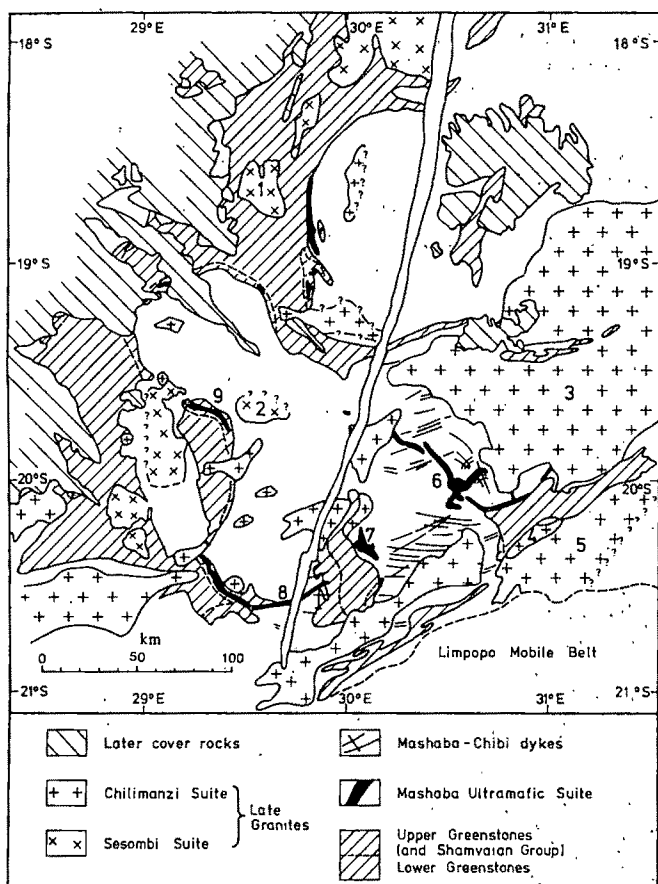 29°E 30°E 31°E
18°S 18°S
1
19°S 19°S
3
9
2
20°S 6 20°S
7 5
8
km
0 50 100
Limpopo Mobile Belt
21°S 29°E 30°E 31°E 21°S
Later cover rocks
Chilimanzi Suite
Sesombi Suite
Late
Granites
Mashaba-Chibi dykes
Mashaba Ultramafic Suite
Upper Greenstones
(and Shamvaian Group)
Lower Greenstones